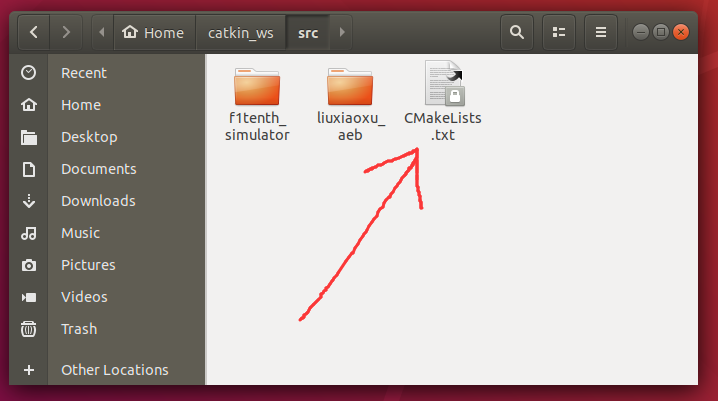 Home
catkin_ws
src
Recent
Home
Desktop
Documents
Downloads
Music
Pictures
Videos
Trash
Other Locations
f1tenth_
simulator
liuxiaoxu_
aeb
CMakeLists
.txt